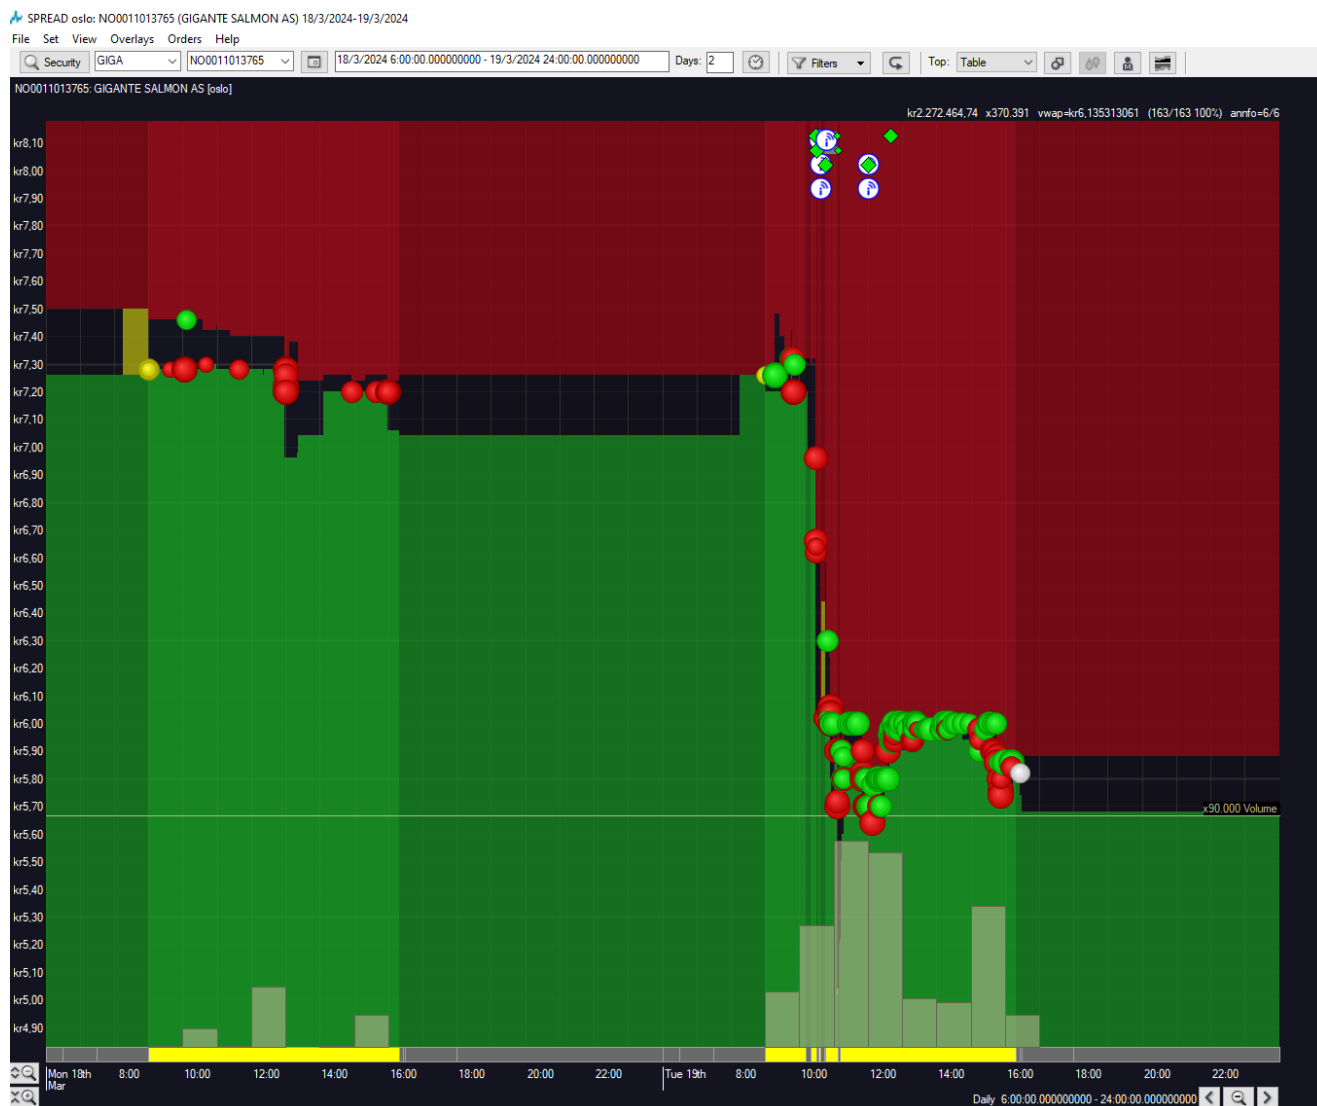 SPREAD oslo: NO0011013765 (GIGANTE SALMON AS) 18/3/2024-19/3/2024
File Set View Overlays Orders Help
Security GIGA NO0011013765 18/3/2024 6:00:00.000000000 - 19/3/2024 24:00:00.000000000 Days: 2 Filters Top: Table
NO0011013765: GIGANTE SALMON AS [oslo]
kr2.272.464,74 x370.391 vwap=kr6,135313061 (163/163 100%) annfo=6/6
kr8,10
kr8,00
kr7,90
kr7,80
kr7,70
kr7,60
kr7,50
kr7,40
kr7,30
kr7,20
kr7,10
kr7,00
kr6,90
kr6,80
kr6,70
kr6,60
kr6,50
kr6,40
kr6,30
kr6,20
kr6,10
kr6,00
kr5,90
kr5,80
kr5,70
x90.000 Volume
kr5,60
kr5,50
kr5,40
kr5,30
kr5,20
kr5,10
kr5,00
kr4,90
Mon 18th 8:00 10:00 12:00 14:00 16:00 18:00 20:00 22:00 Tue 19th 8:00 10:00 12:00 14:00 16:00 18:00 20:00 22:00
Mar
Daily 6:00:00.000000000 - 24:00:00.000000000